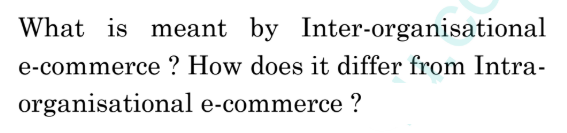 What is meant by Inter-organisational
e-commerce ? How does it differ from Intra-
organisational e-commerce ?